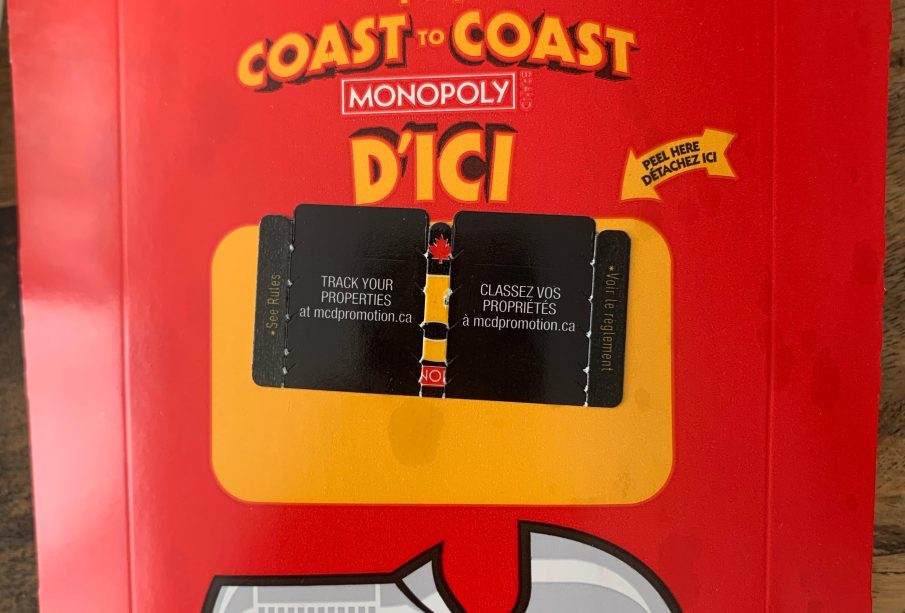 COAST TO COAST
MONOPOLY
BRAND
D'ICI
PEEL HERE
DÉTACHEZ ICI
*See Rules
TRACK YOUR
PROPERTIES
at mcdpromotion.ca
CLASSEZ VOS
PROPRIÉTÉS
à mcdpromotion.ca
*Voir le règlement